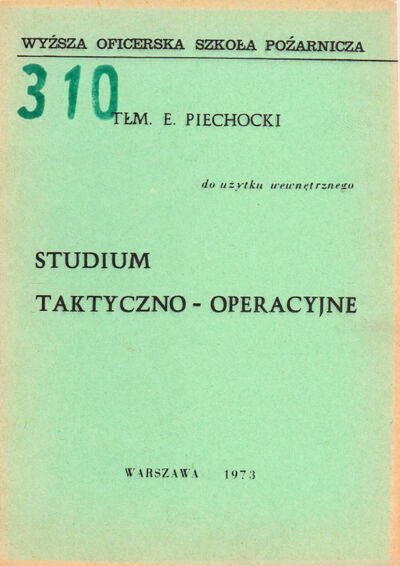 WYŻSZA OFICERSKA SZKOŁA POŻARNICZA
310
TŁM. E. PIECHOCKI
do użytku wewnętrznego
STUDIUM
TAKTYCZNO - OPERACYJNE
WARSZAWA 1973